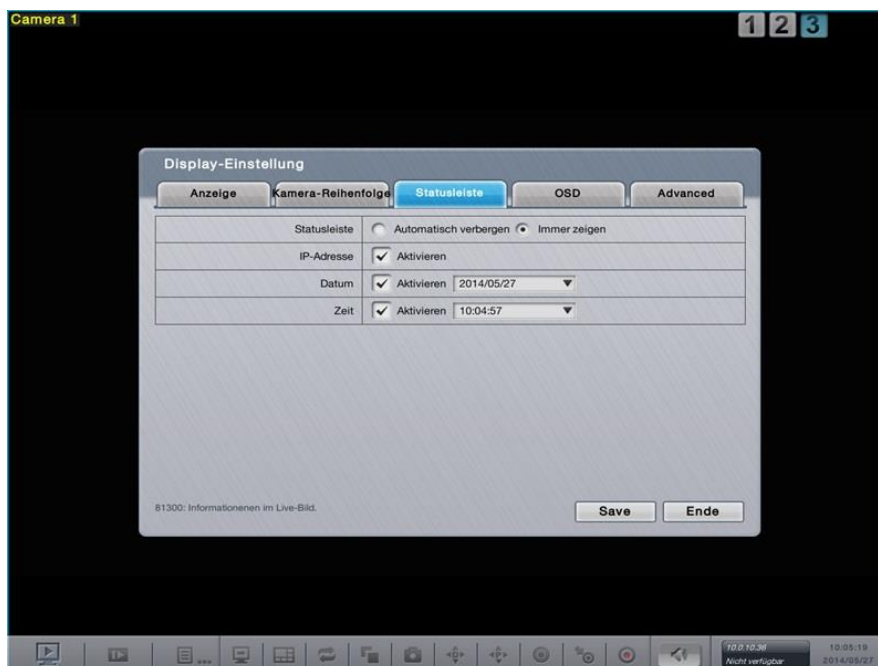 Camera 1
1 2 3
Display-Einstellung
Anzeige Kamera-Reihenfolge Statusleiste OSD Advanced
Statusleiste Automatisch verbergen Immer zeigen
IP-Adresse Aktivieren
Datum Aktivieren 2014/05/27
Zeit Aktivieren 10:04:57
81300: Informationenen im Live-Bild.
Save Ende
10.0.10.36 10:05:19
Nicht verfügbar 2014/05/27